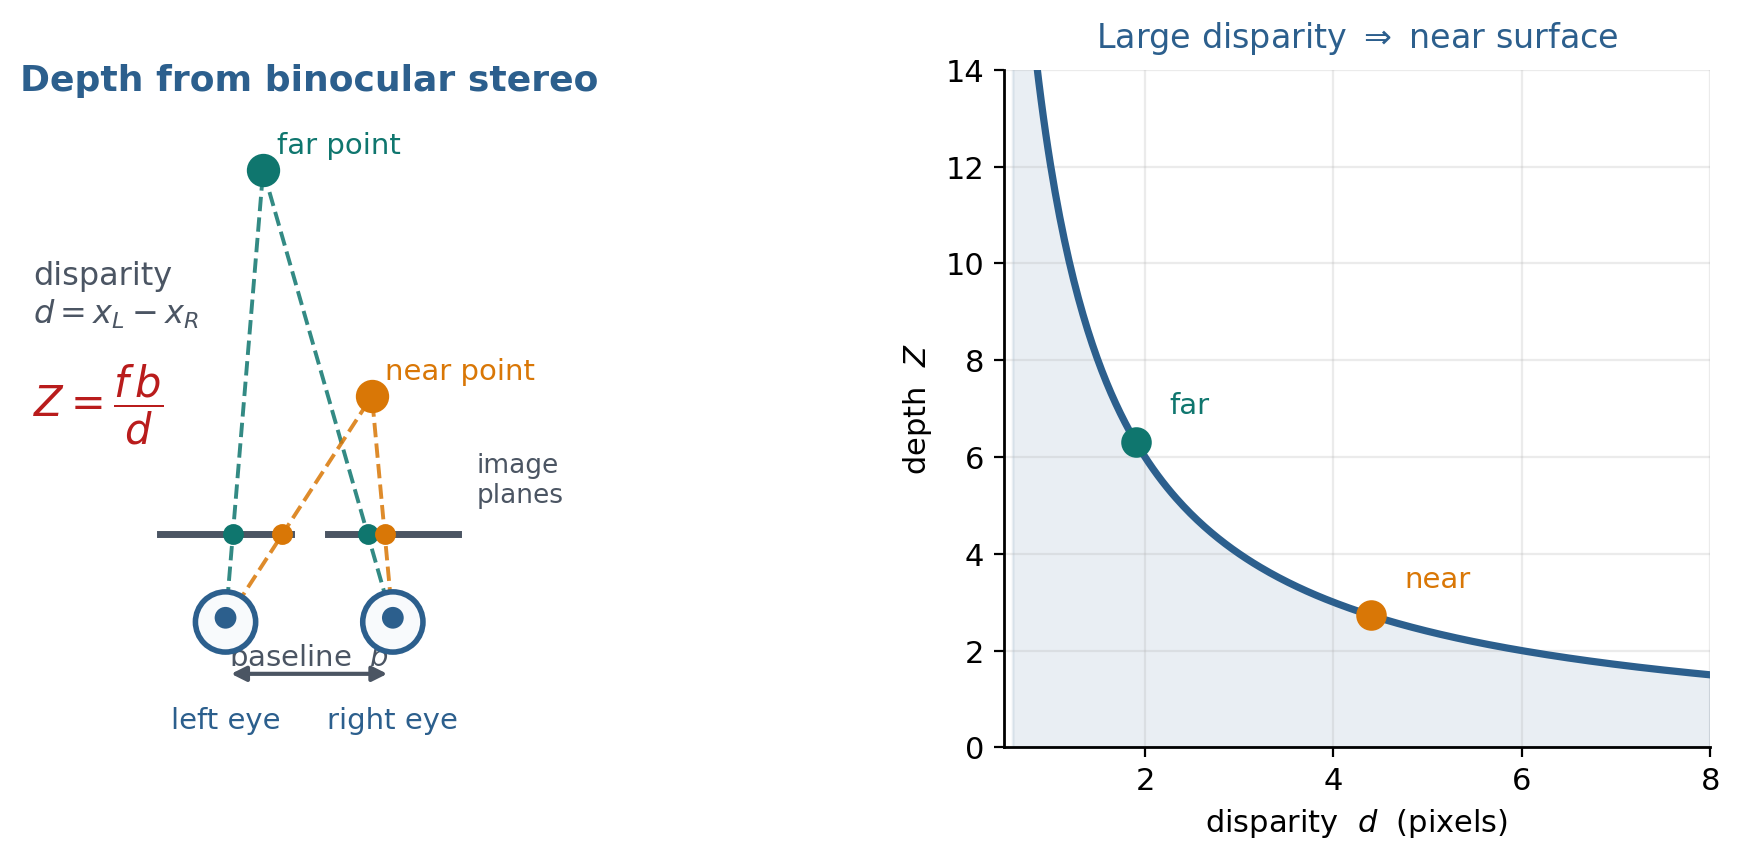 Depth from binocular stereo
far point
disparity
d = x_L − x_R
Z = \frac{f b}{d}
near point
image
planes
baseline b
left eye
right eye
Large disparity ⇒ near surface
14
12
10
8
6
4
2
0
depth Z
far
near
2
4
6
8
disparity d (pixels)